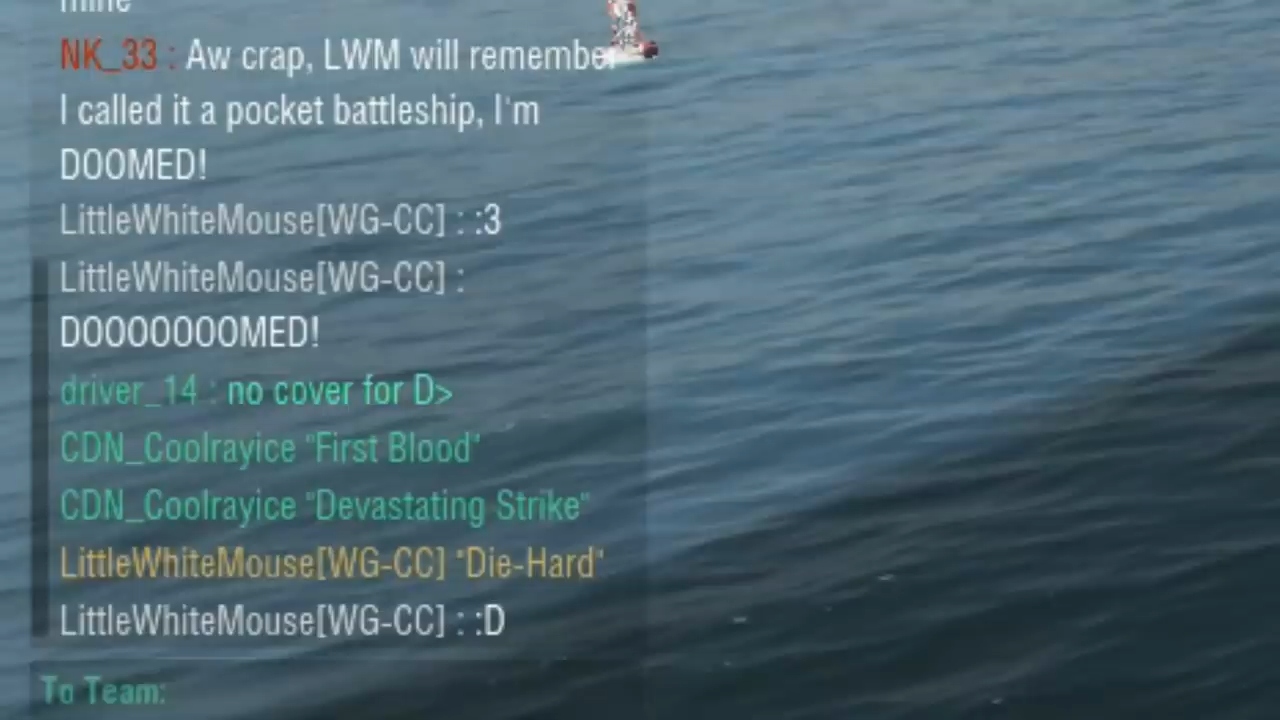 mine
NK_33 : Aw crap, LWM will remember
I called it a pocket battleship, I'm
DOOMED!
LittleWhiteMouse[WG-CC] : :3
LittleWhiteMouse[WG-CC] :
DOOOOOOOMED!
driver_14 : no cover for D>
CDN_Coolrayice "First Blood"
CDN_Coolrayice "Devastating Strike"
LittleWhiteMouse[WG-CC] "Die-Hard"
LittleWhiteMouse[WG-CC] : :D
To Team: